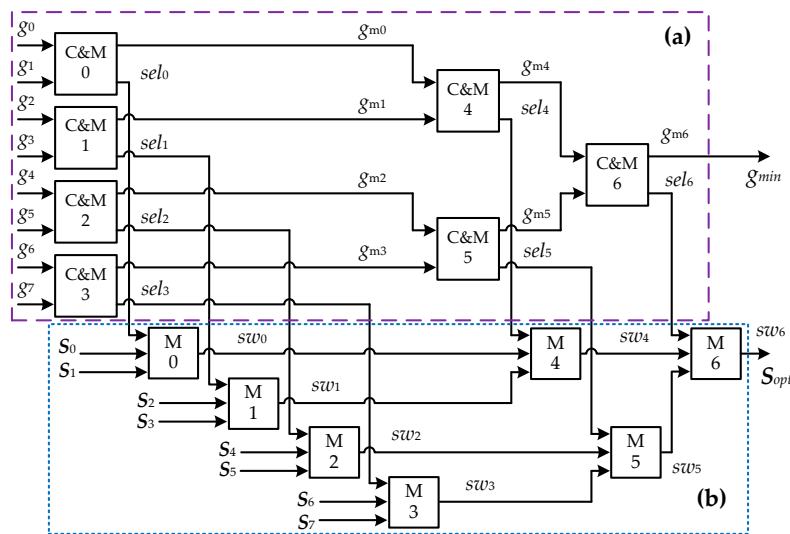 g0 gm0 (a)
g1 C&M 0 sel0 gm4
g2 gm1 C&M 4 sel4
g3 C&M 1 sel1 gm6
g4 gm2 C&M 6 gmin
g5 C&M 2 sel2 gm5 sel6
g6 gm3 C&M 5 sel5
g7 C&M 3 sel3
S0 M 0 sw0 M 4 sw4 M 6 sw6
S1 Sopt
S2 M 1 sw1
S3
S4 M 2 sw2 M 5 sw5
S5
S6 M 3 sw3 (b)
S7